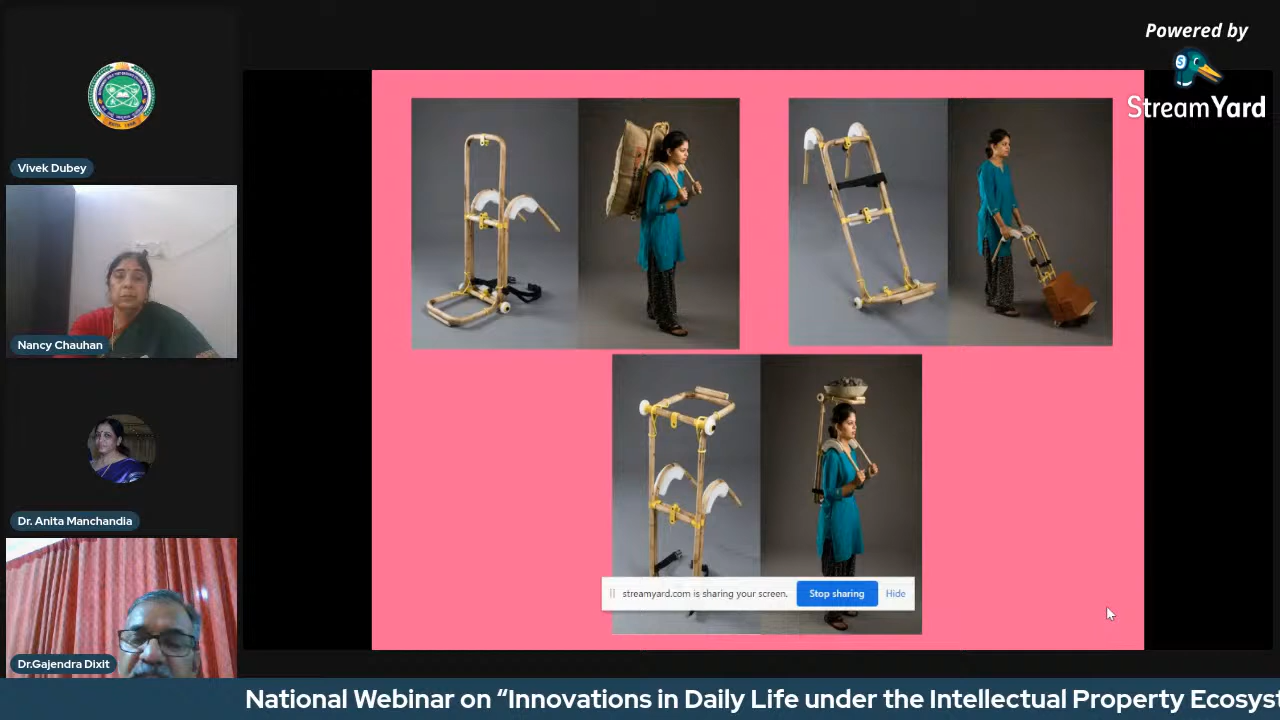 Powered by
StreamYard
Vivek Dubey
Nancy Chauhan
Dr. Anita Manchandia
Dr.Gajendra Dixit
streamyard.com is sharing your screen.
Stop sharing
Hide
National Webinar on “Innovations in Daily Life under the Intellectual Property Ecosyst